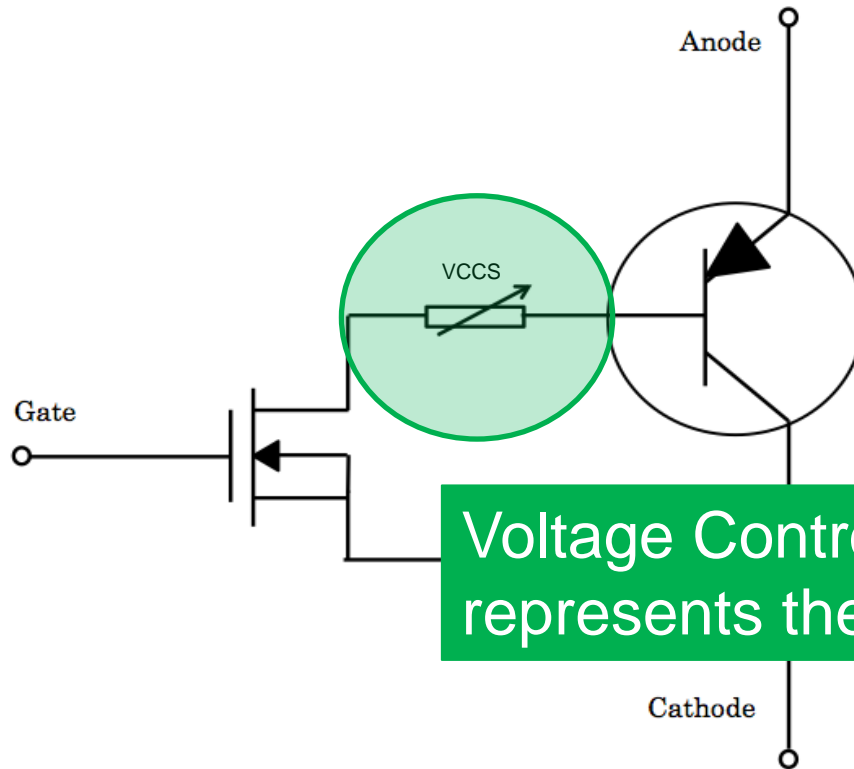 Anode
VCCS
Gate
Voltage Contr
represents the
Cathode